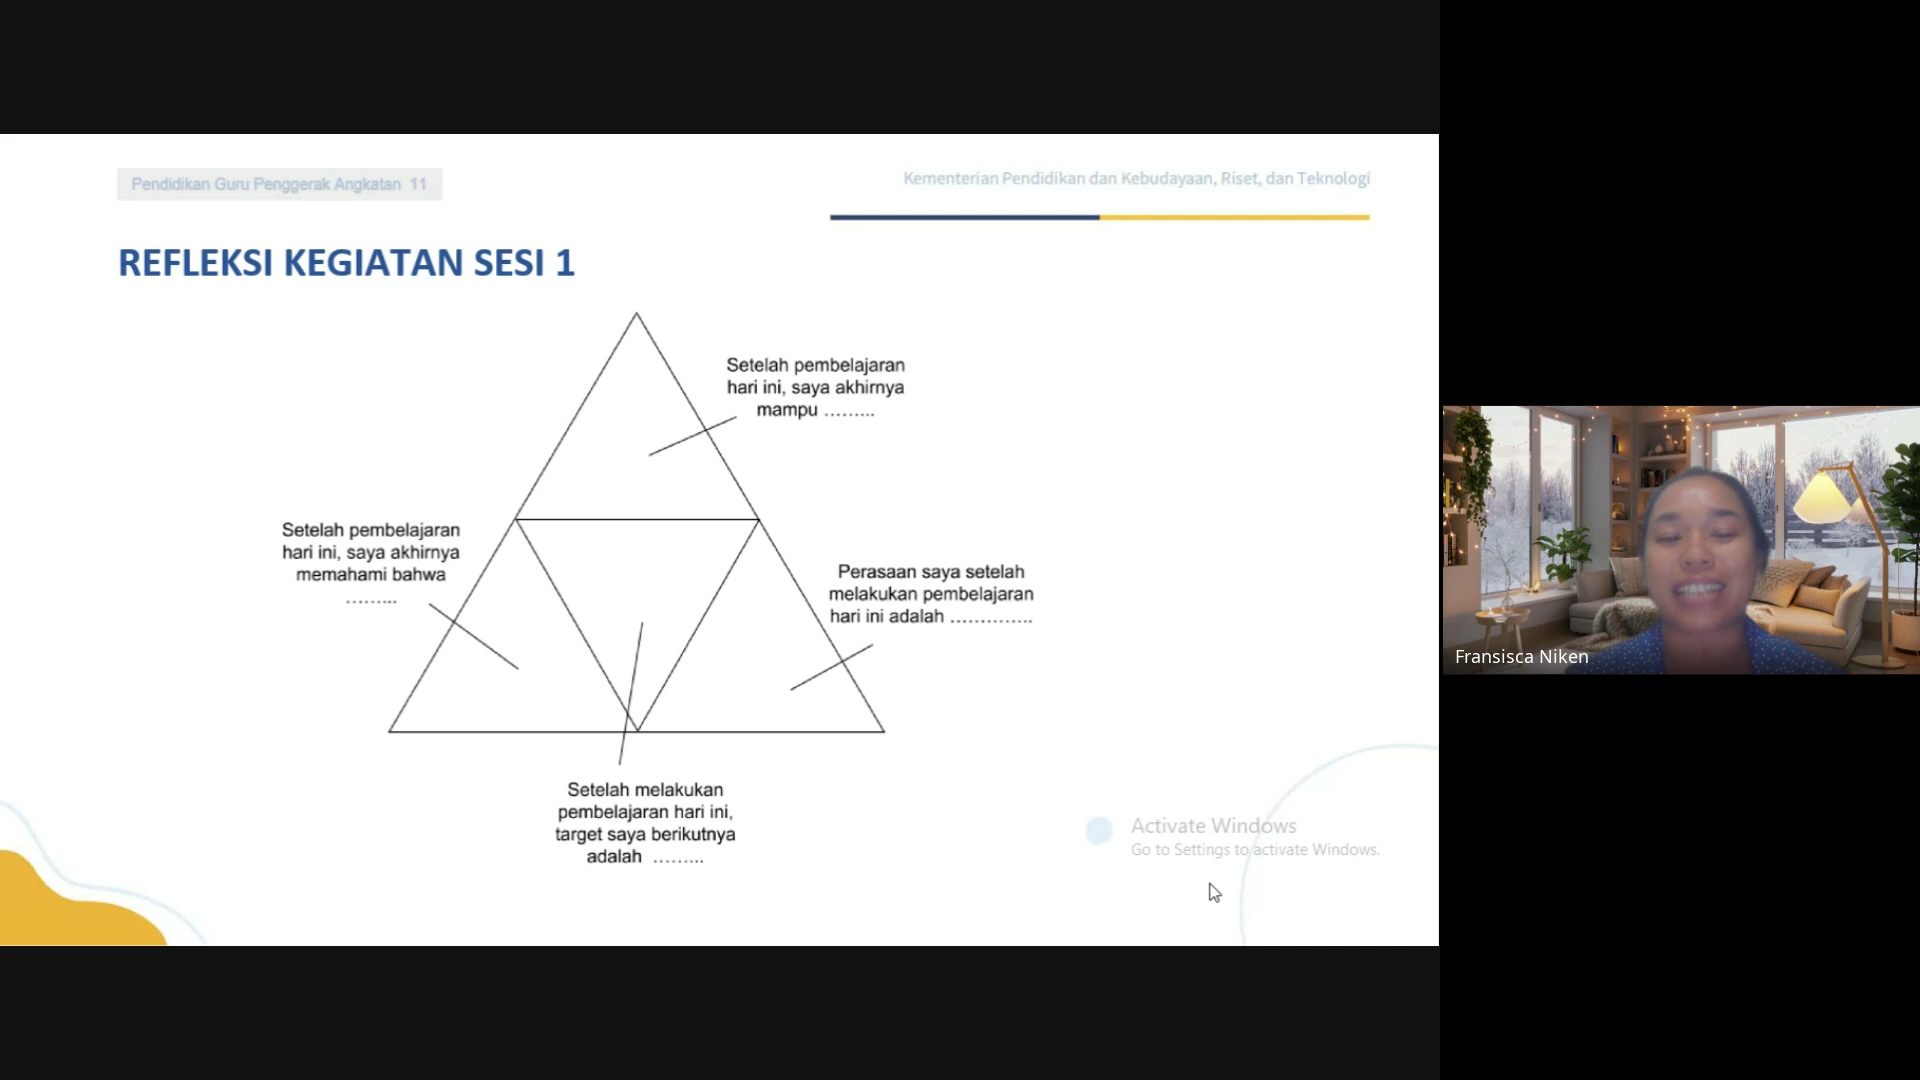 Pendidikan Guru Penggerak Angkatan 11
Kementerian Pendidikan dan Kebudayaan, Riset, dan Teknologi
REFLEKSI KEGIATAN SESI 1
Setelah pembelajaran
hari ini, saya akhirnya
mampu ……...
Setelah pembelajaran
hari ini, saya akhirnya
memahami bahwa
……...
Perasaan saya setelah
melakukan pembelajaran
hari ini adalah …………..
Setelah melakukan
pembelajaran hari ini,
target saya berikutnya
adalah ……...
Activate Windows
Go to Settings to activate Windows.
Fransisca Niken